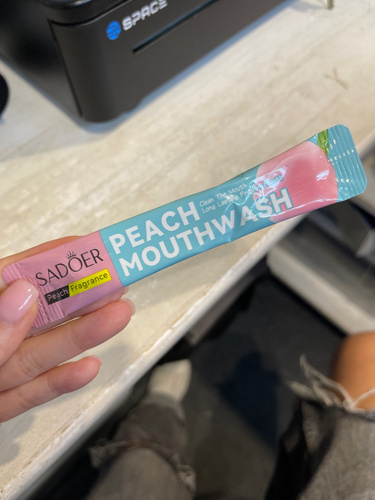 SPACE
SADOER
Peach Fragrance
PEACH
MOUTHWASH
Clean The Mouth